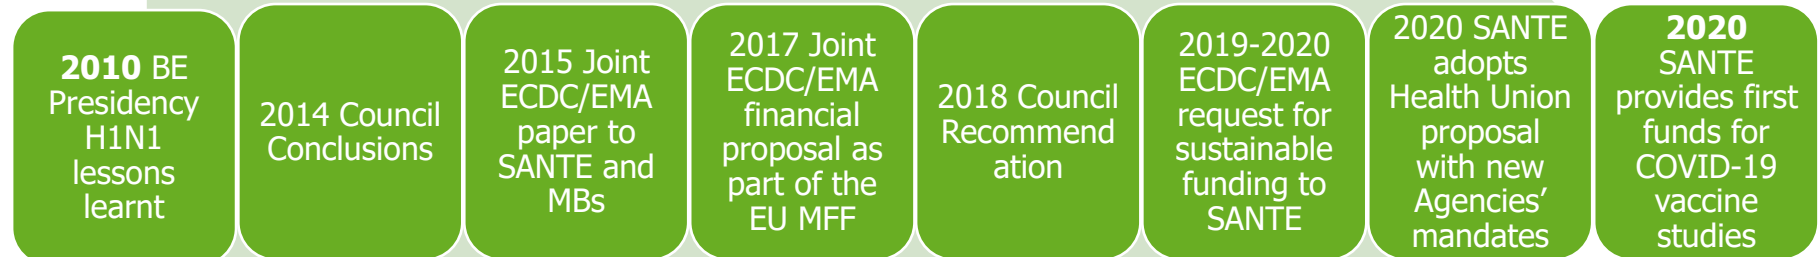 2010 BE
Presidency
H1N1
lessons
learnt
2014 Council
Conclusions
2015 Joint
ECDC/EMA
paper to
SANTE and
MBs
2017 Joint
ECDC/EMA
financial
proposal as
part of the
EU MFF
2018 Council
Recommend
ation
2019-2020
ECDC/EMA
request for
sustainable
funding to
SANTE
2020 SANTE
adopts
Health Union
proposal
with new
Agencies’
mandates
2020
SANTE
provides first
funds for
COVID-19
vaccine
studies